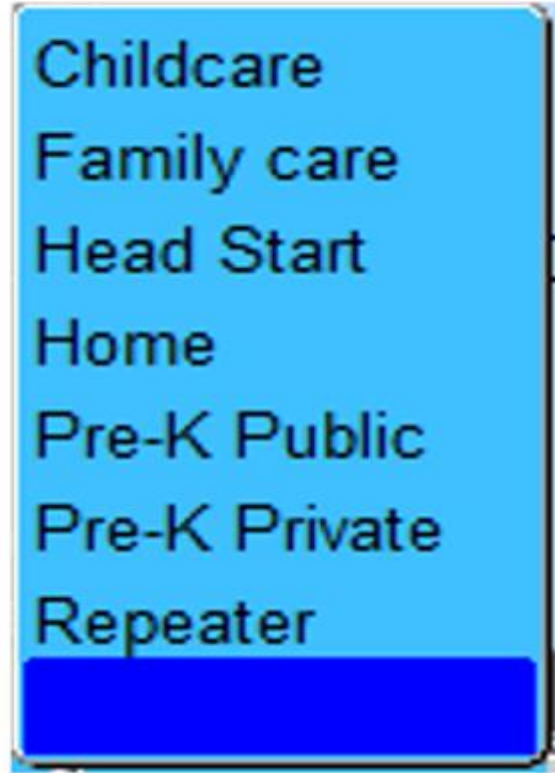 Childcare
Family care
Head Start
Home
Pre-K Public
Pre-K Private
Repeater